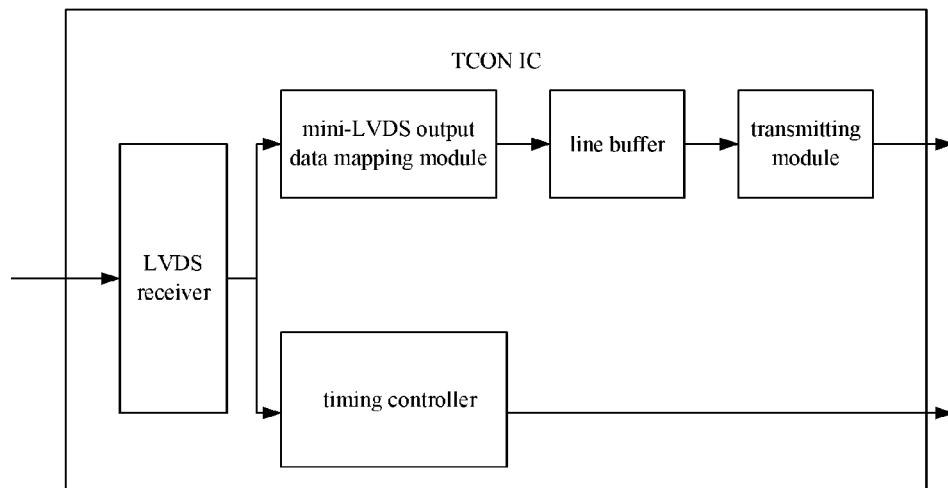 TCON IC
mini-LVDS output
data mapping module
line buffer
transmitting
module
LVDS
receiver
timing controller